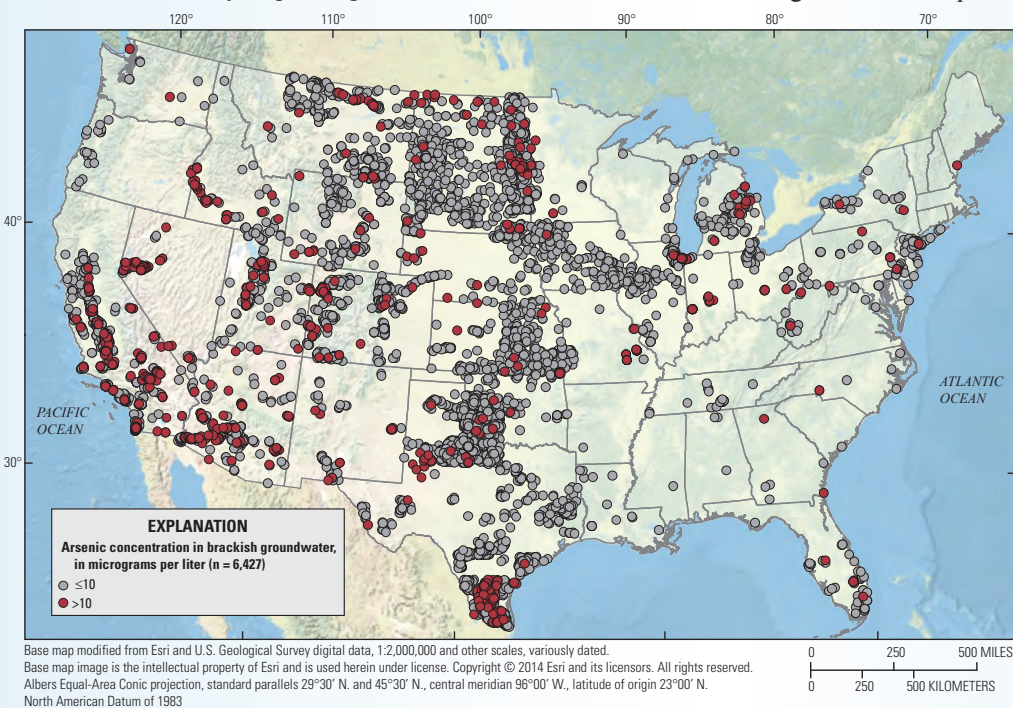 120° 110° 100° 90° 80° 70°
40°
PACIFIC
OCEAN
ATLANTIC
OCEAN
30°
EXPLANATION
Arsenic concentration in brackish groundwater,
in micrograms per liter (n = 6,427)
≤10
>10
Base map modified from Esri and U.S. Geological Survey digital data, 1:2,000,000 and other scales, variously dated.
Base map image is the intellectual property of Esri and is used herein under license. Copyright © 2014 Esri and its licensors. All rights reserved.
Albers Equal-Area Conic projection, standard parallels 29°30′ N. and 45°30′ N., central meridian 96°00′ W., latitude of origin 23°00′ N.
North American Datum of 1983
0 250 500 MILES
0 250 500 KILOMETERS